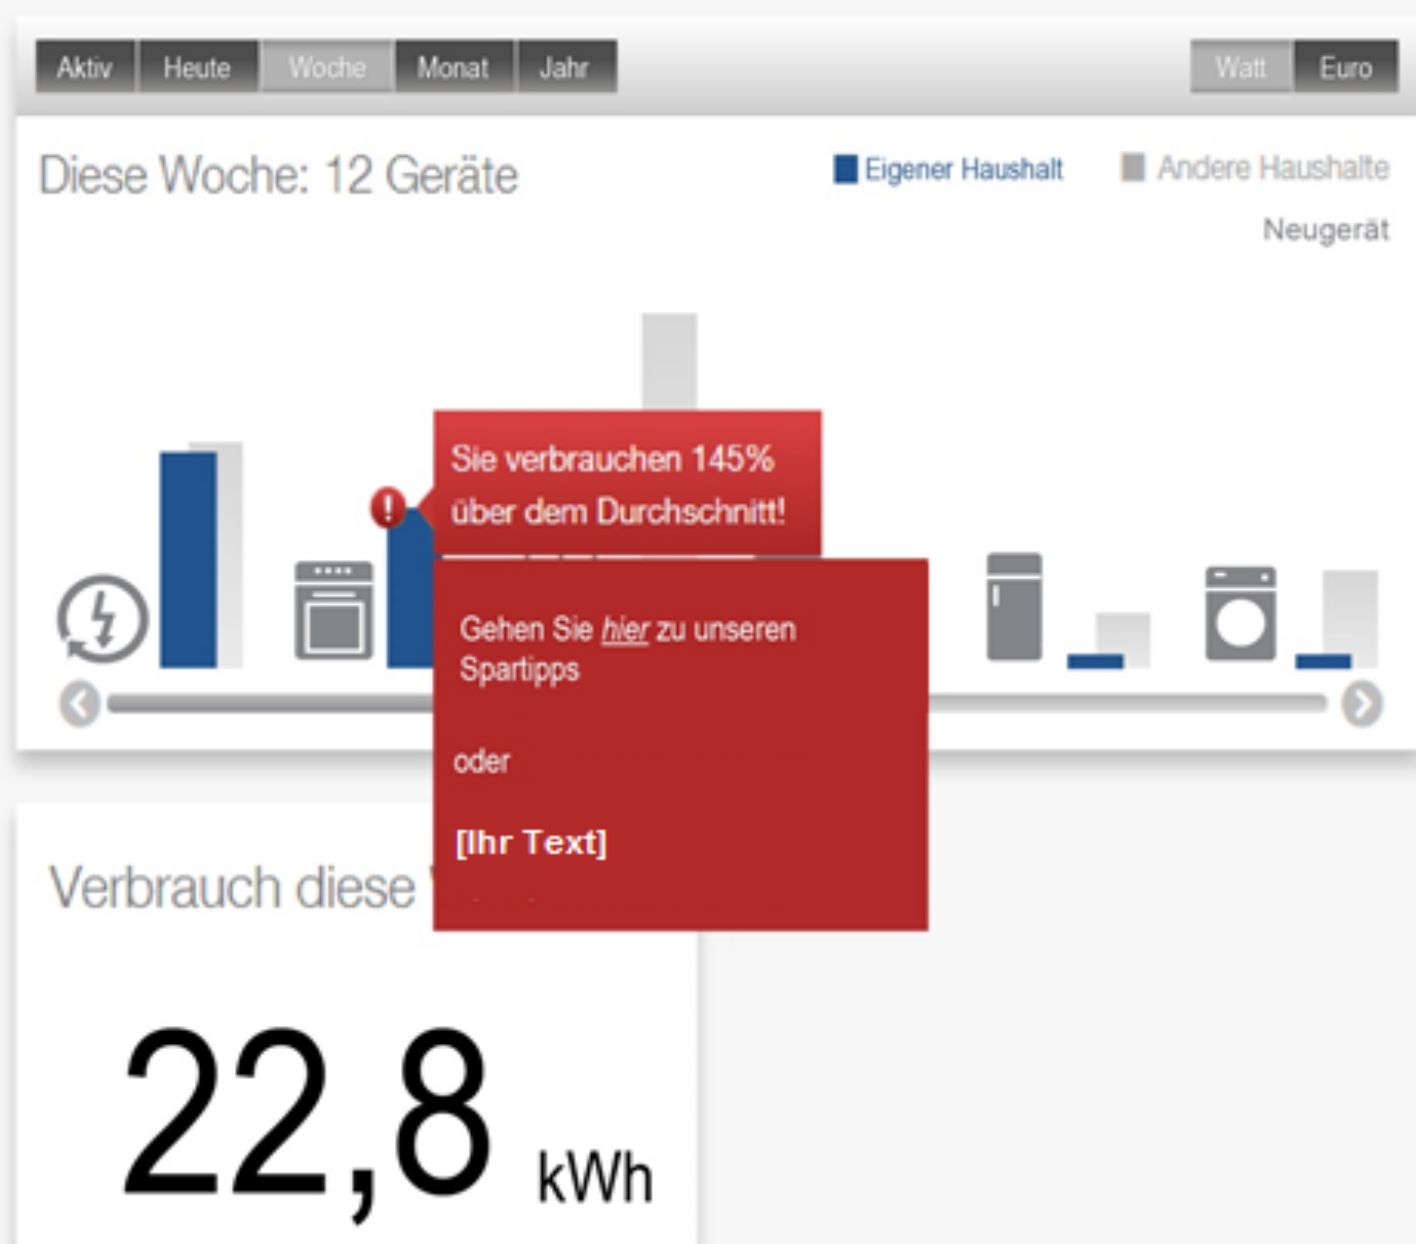 Aktiv Heute Woche Monat Jahr Watt Euro
Diese Woche: 12 Geräte
Eigener Haushalt Andere Haushalte
Neugerät
Sie verbrauchen 145%
über dem Durchschnitt!
Gehen Sie hier zu unseren
Spartipps
oder
[Ihr Text]
Verbrauch diese
22,8 kWh